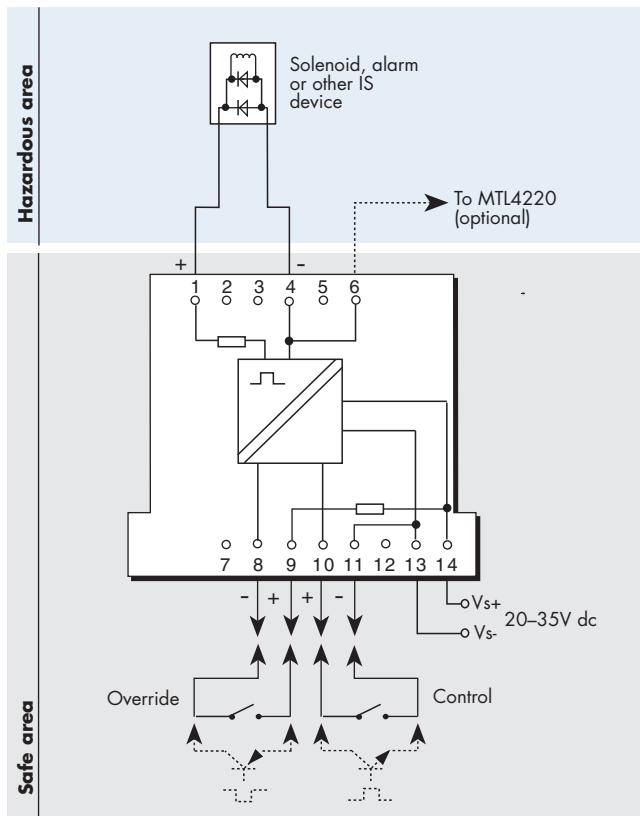 Hazardous area
Solenoid, alarm
or other IS
device
To MTL4220
(optional)
+ -
1 2 3 4 5 6
-
7 8 9 10 11 12 13 14
- + + -
Vs+
20–35V dc
Vs-
Override
Control
Safe area